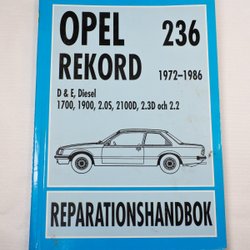 OPEL 236
REKORD
1972-1986
D & E, Diesel
1700, 1900, 2.0S, 2100D, 2.3D och 2.2
REPARATIONSHANDBOK